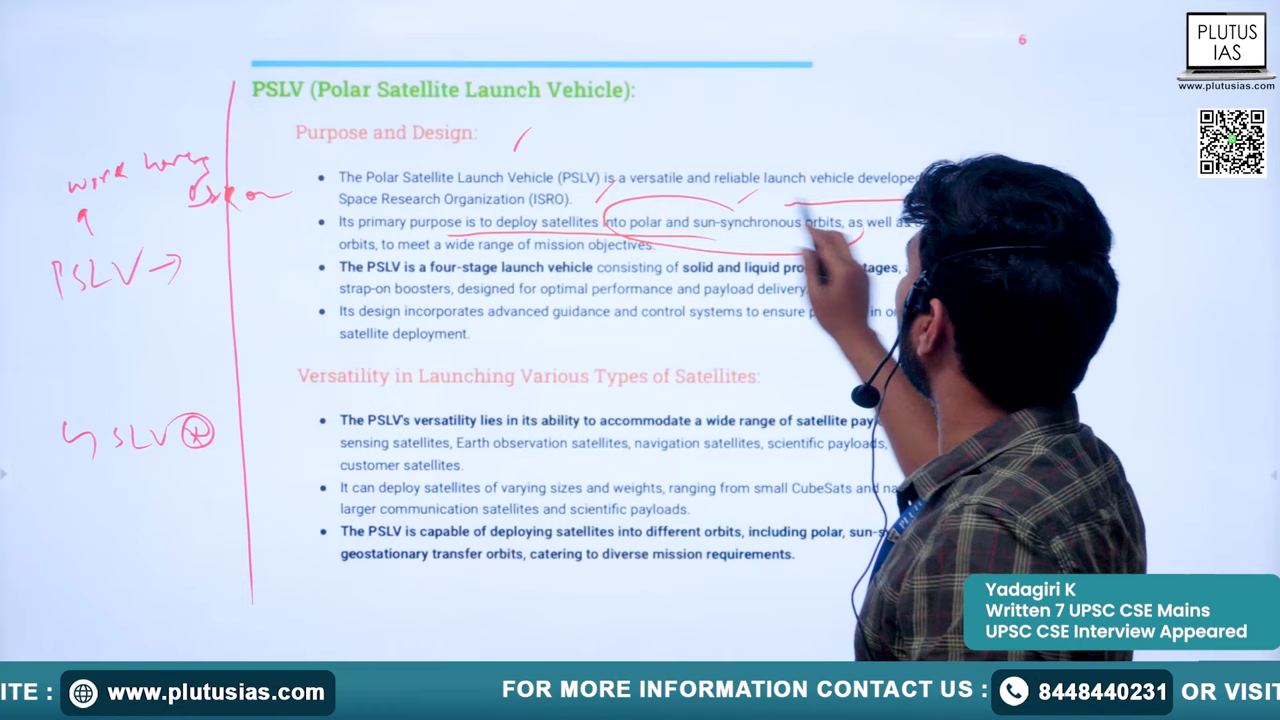 6
PLUTUS
IAS
www.plutusias.com
PSLV (Polar Satellite Launch Vehicle):
Purpose and Design:
The Polar Satellite Launch Vehicle (PSLV) is a versatile and reliable launch vehicle developed
Space Research Organization (ISRO).
Its primary purpose is to deploy satellites into polar and sun-synchronous orbits, as well as
orbits, to meet a wide range of mission objectives.
The PSLV is a four-stage launch vehicle consisting of solid and liquid
strap-on boosters, designed for optimal performance and payload delivery.
Its design incorporates advanced guidance and control systems to ensure
satellite deployment.
work horse
PSLV →
GSLV
Versatility in Launching Various Types of Satellites:
The PSLV's versatility lies in its ability to accommodate a wide range of satellite
sensing satellites, Earth observation satellites, navigation satellites, scientific payloads,
customer satellites.
It can deploy satellites of varying sizes and weights, ranging from small CubeSats and
larger communication satellites and scientific payloads.
The PSLV is capable of deploying satellites into different orbits, including polar,
geostationary transfer orbits, catering to diverse mission requirements.
Yadagiri K
Written 7 UPSC CSE Mains
UPSC CSE Interview Appeared
ITE : www.plutusias.com FOR MORE INFORMATION CONTACT US : 8448440231 OR VISIT